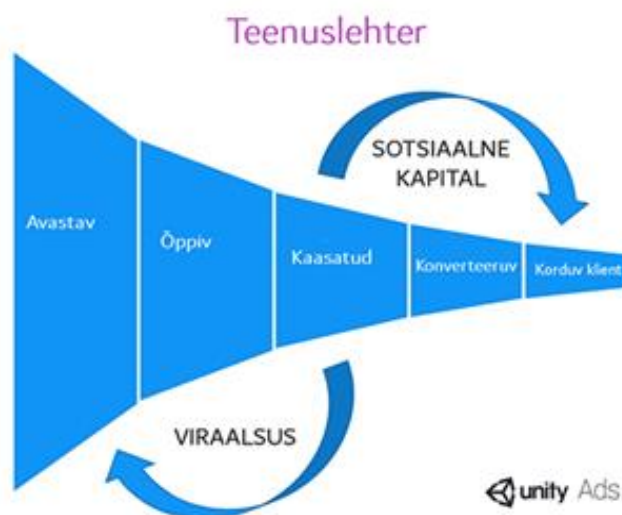 Teenuslehter
SOTSIAALNE
KAPITAL
Avastav
Õppiv
Kaasatud
Konverteeruv
Korduv klient
VIRAALSUS
unity Ads